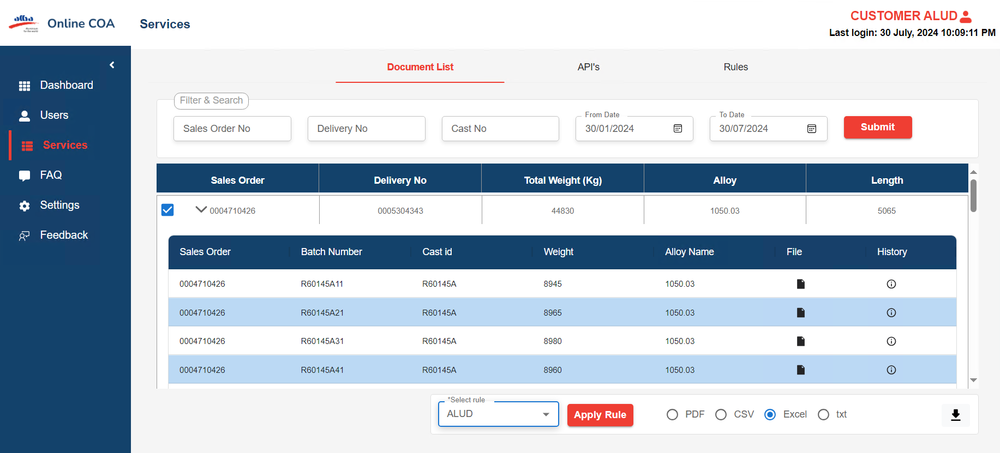 alba
Aluminium
for the world
Online COA
Services
CUSTOMER ALUD
Last login: 30 July, 2024 10:09:11 PM
Dashboard
Users
Services
FAQ
Settings
Feedback
Document List
API's
Rules
Filter & Search
Sales Order No
Delivery No
Cast No
From Date
30/01/2024
To Date
30/07/2024
Submit
Sales Order Delivery No Total Weight (Kg) Alloy Length
0004710426 0005304343 44830 1050.03 5065
Sales Order Batch Number Cast id Weight Alloy Name File History
0004710426 R60145A11 R60145A 8945 1050.03
0004710426 R60145A21 R60145A 8965 1050.03
0004710426 R60145A31 R60145A 8980 1050.03
0004710426 R60145A41 R60145A 8960 1050.03
*Select rule
ALUD
Apply Rule
PDF CSV Excel txt